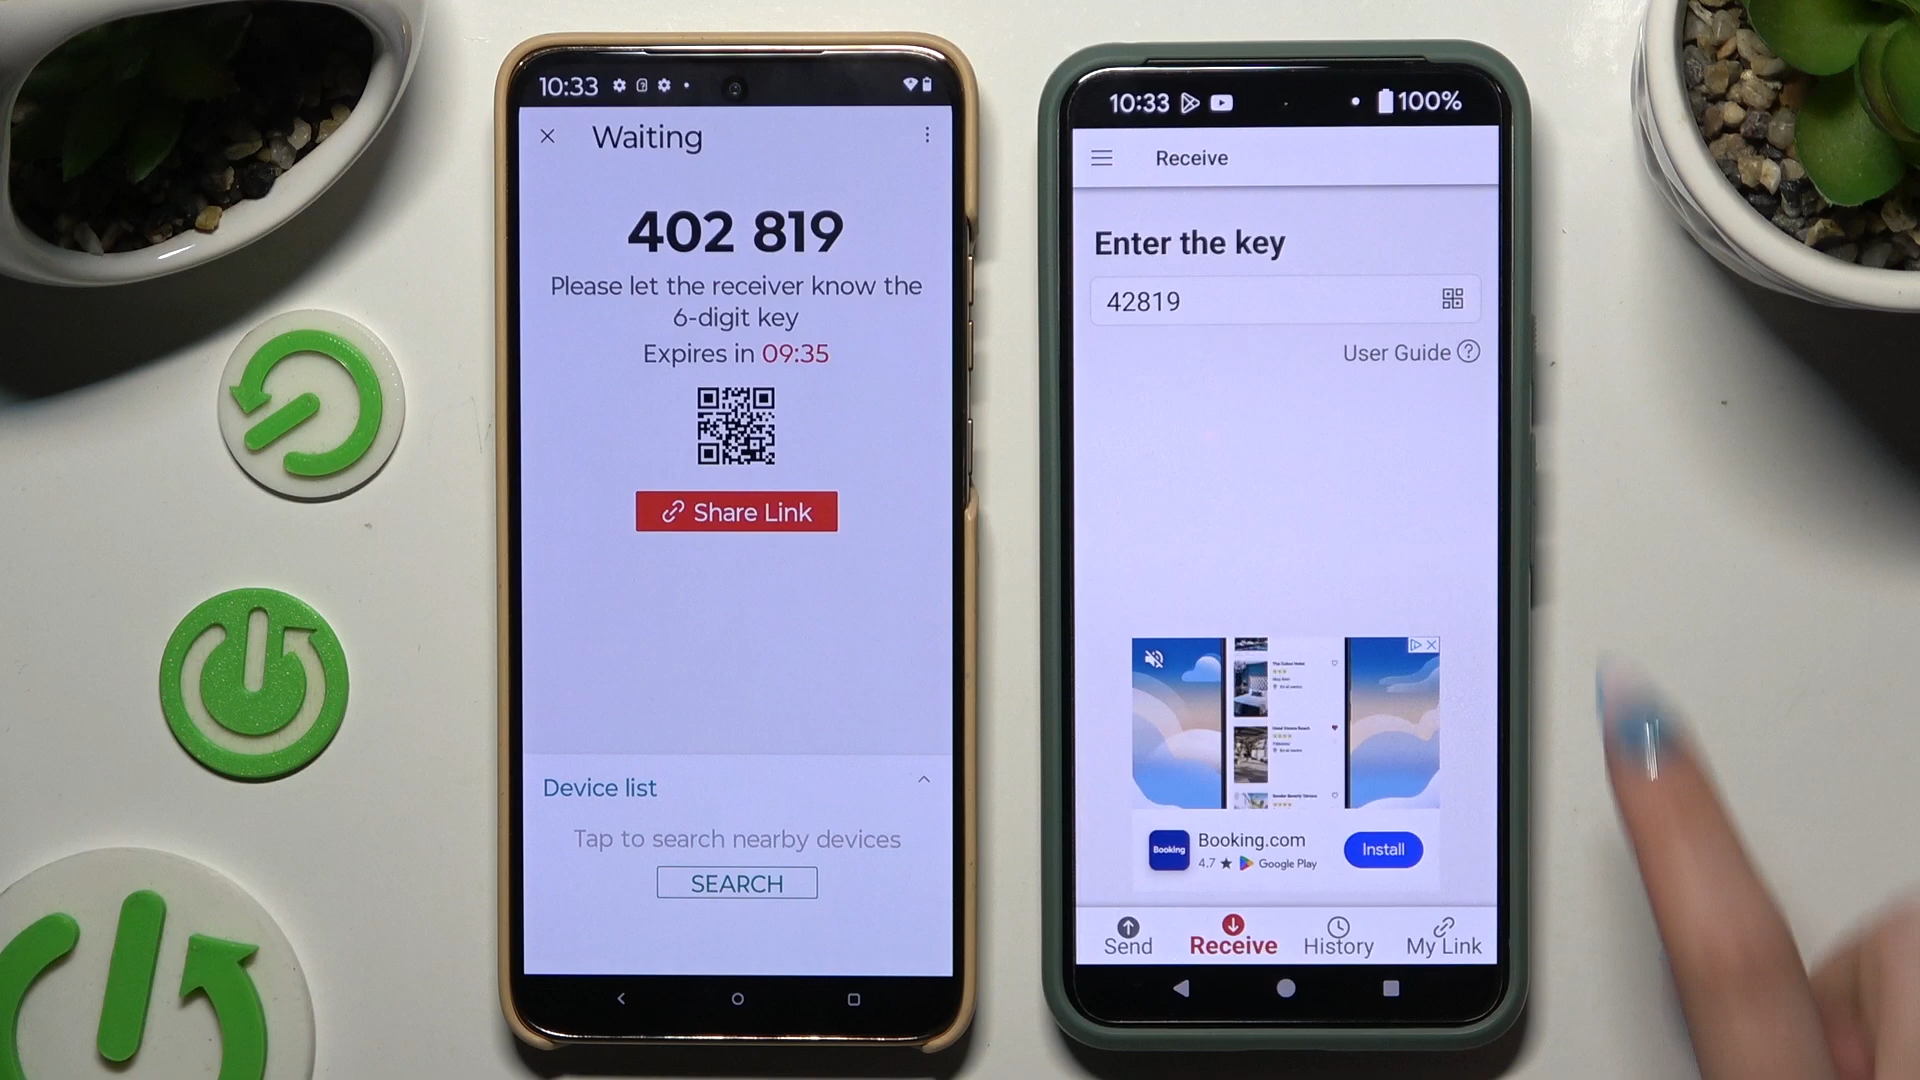 10:33
Waiting
402 819
Please let the receiver know the
6-digit key
Expires in 09:35
Share Link
Device list
Tap to search nearby devices
SEARCH
10:33
100%
Receive
Enter the key
42819
User Guide ?
Booking
Booking.com
4.7 ★ Google Play
Install
Send
Receive
History
My Link